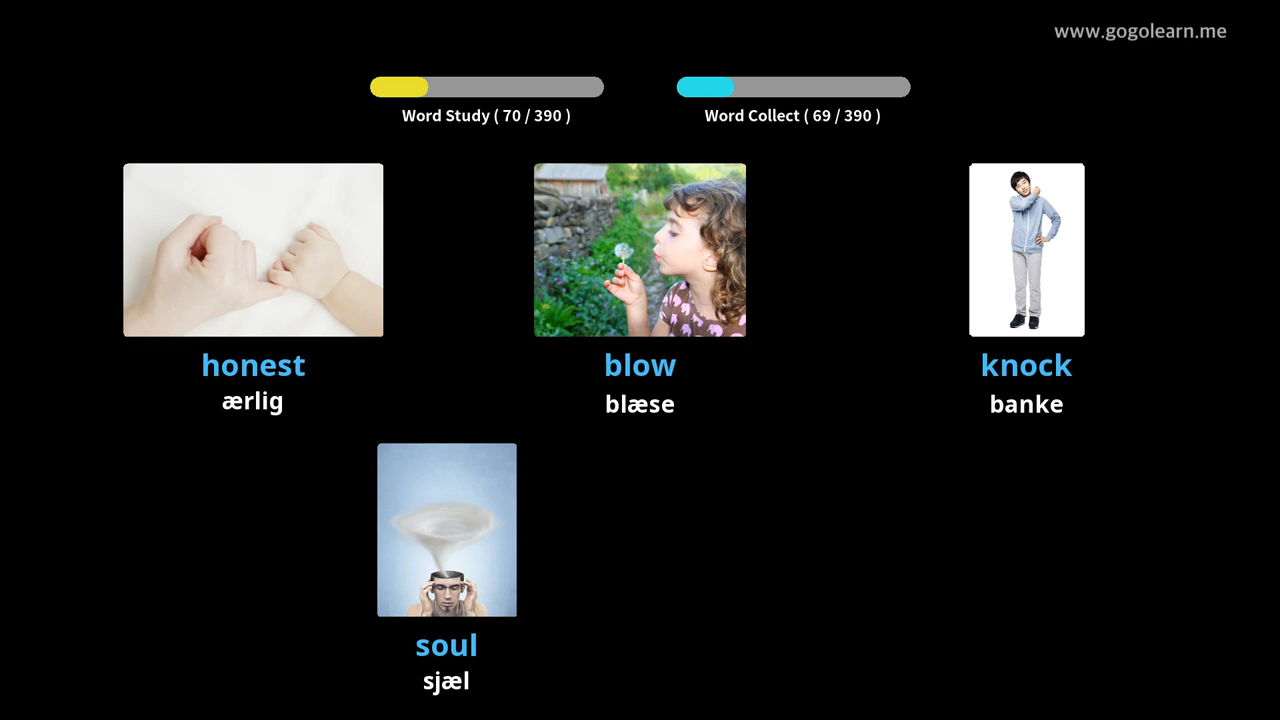 www.gogolearn.me
Word Study ( 70 / 390 )
Word Collect ( 69 / 390 )
honest
ærlig
blow
blæse
knock
banke
soul
sjæl